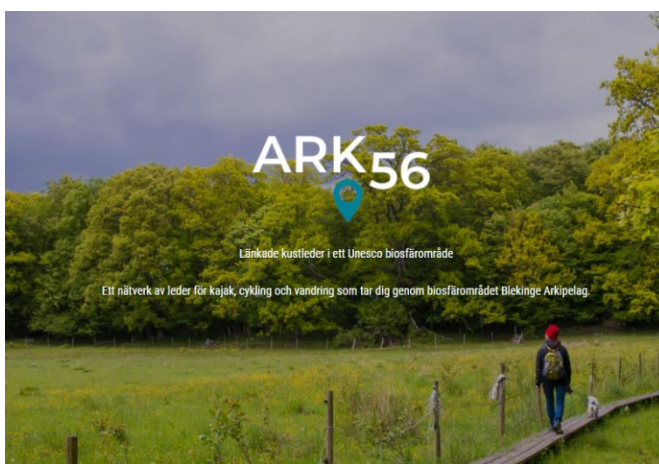 ARK56
Länkade kustleder i ett Unesco biosfärområde
Ett nätverk av leder för kajak, cykling och vandring som tar dig genom biosfärområdet Blekinge Arkipelag.